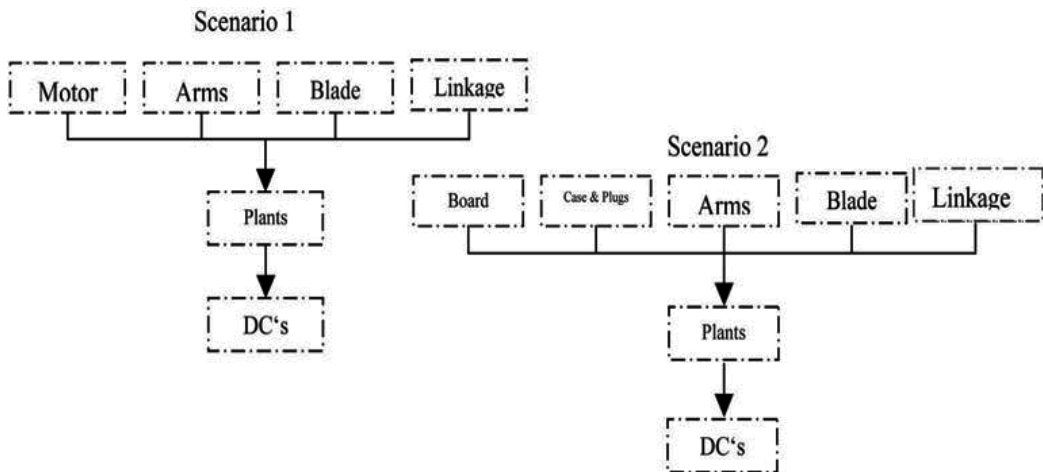 Scenario 1
Motor
Arms
Blade
Linkage
Plants
DC‘s
Scenario 2
Board
Case & Plugs
Arms
Blade
Linkage
Plants
DC‘s